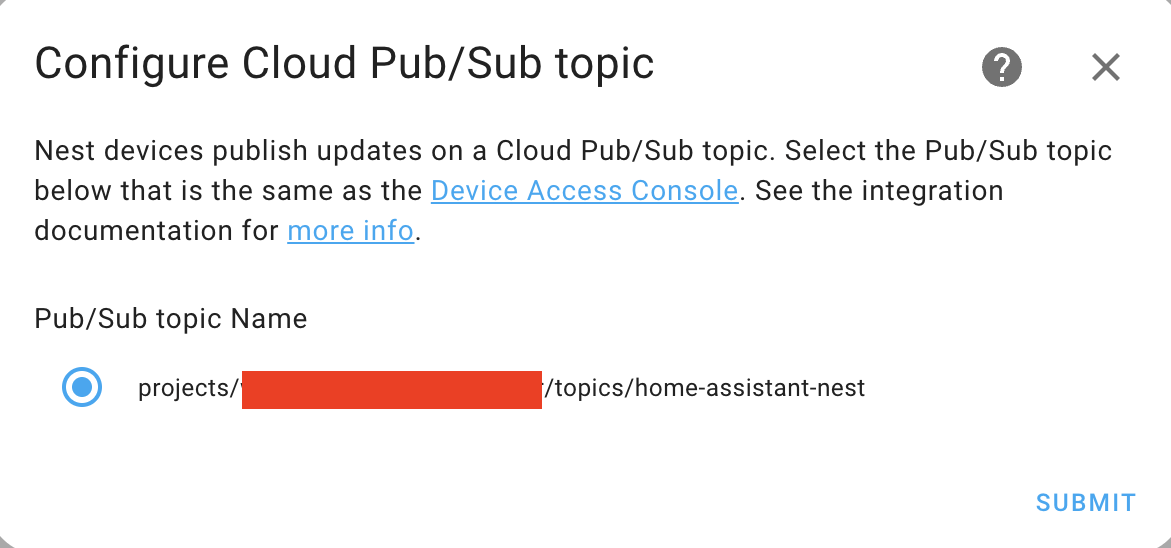 Configure Cloud Pub/Sub topic
?
Nest devices publish updates on a Cloud Pub/Sub topic. Select the Pub/Sub topic
below that is the same as the Device Access Console. See the integration
documentation for more info.
Pub/Sub topic Name
projects/ /topics/home-assistant-nest
SUBMIT